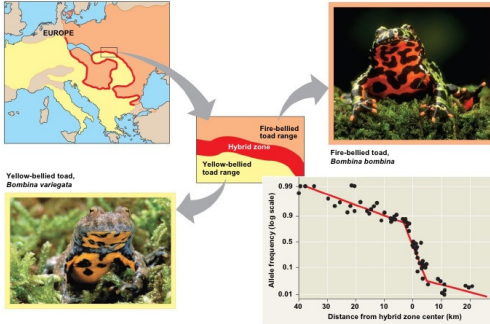 EUROPE
Fire-bellied
toad range
Hybrid zone
Yellow-bellied
toad range
Fire-bellied toad,
Bombina bombina
Yellow-bellied toad,
Bombina variegata
Allele frequency (log scale)
0.99
0.9
0.5
0.1
0.01
40 30 20 10 0 10 20
Distance from hybrid zone center (km)